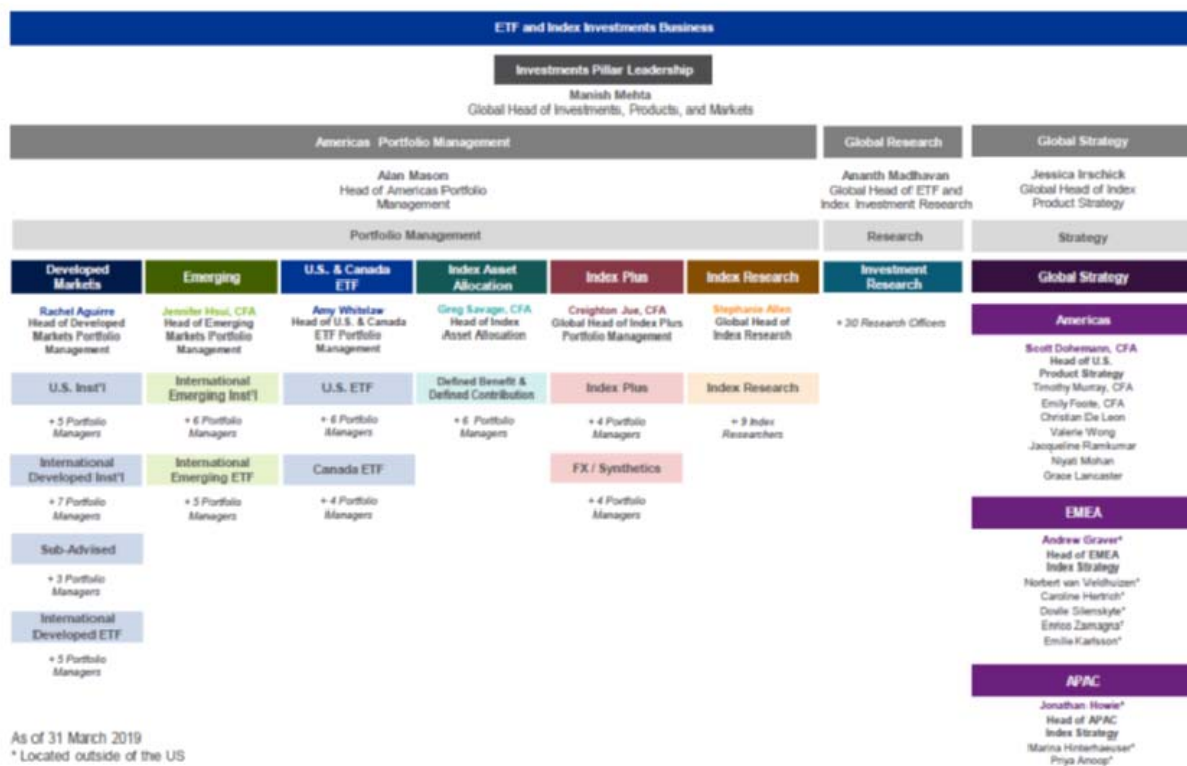 ETF and Index Investments Business
Investments Pillar Leadership
Manish Mehta
Global Head of Investments, Products, and Markets
Americas Portfolio Management
Global Research
Global Strategy
Alan Mason
Head of Americas Portfolio
Management
Ananth Madhavan
Global Head of ETF and
Index Investment Research
Jessica Irschick
Global Head of Index
Product Strategy
Portfolio Management
Research
Strategy
Developed
Markets
Rachel Aguirre
Head of Developed
Markets Portfolio
Management
U.S. Inst'l
+ 5 Portfolio
Managers
International
Developed Inst'l
+ 7 Portfolio
Managers
Sub-Advised
+ 3 Portfolio
Managers
International
Developed ETF
+ 5 Portfolio
Managers
Emerging
Jennifer Hsui, CFA
Head of Emerging
Markets Portfolio
Management
International
Emerging Inst'l
+ 6 Portfolio
Managers
International
Emerging ETF
+ 5 Portfolio
Managers
U.S. & Canada
ETF
Amy Whitelaw
Head of U.S. & Canada
ETF Portfolio
Management
U.S. ETF
+ 6 Portfolio
Managers
Canada ETF
+ 4 Portfolio
Managers
Index Asset
Allocation
Greg Savage, CFA
Head of Index
Asset Allocation
Defined Benefit &
Defined Contribution
+ 6 Portfolio
Managers
Index Plus
Creighton Jue, CFA
Global Head of Index Plus
Portfolio Management
Index Plus
+ 4 Portfolio
Managers
FX / Synthetics
+ 4 Portfolio
Managers
Index Research
Stephanie Allen
Global Head of
Index Research
Index Research
+ 9 Index
Researchers
Investment
Research
+ 30 Research Officers
Global Strategy
Americas
Scott Dohemann, CFA
Head of U.S.
Product Strategy
Timothy Murray, CFA
Emily Foote, CFA
Christian De Leon
Valerie Wong
Jacqueline Ramkumar
Niyati Mohan
Grace Lancaster
EMEA
Andrew Graver*
Head of EMEA
Index Strategy
Norbert van Veldhuizen*
Caroline Hertrich*
Dovile Silenskyte*
Enrico Zamagna*
Emilie Karlsson*
APAC
Jonathan Howie*
Head of APAC
Index Strategy
Marina Hinterhaeuser*
Priya Anoop*
As of 31 March 2019
* Located outside of the US